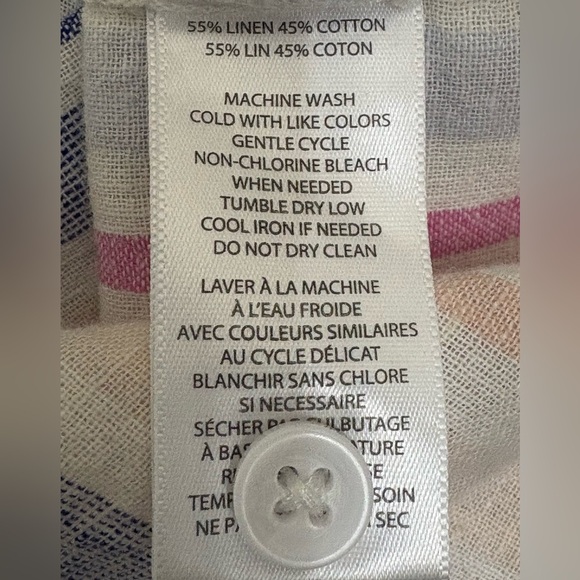 55% LINEN 45% COTTON
55% LIN 45% COTON
MACHINE WASH
COLD WITH LIKE COLORS
GENTLE CYCLE
NON-CHLORINE BLEACH
WHEN NEEDED
TUMBLE DRY LOW
COOL IRON IF NEEDED
DO NOT DRY CLEAN
LAVER À LA MACHINE
À L'EAU FROIDE
AVEC COULEURS SIMILAIRES
AU CYCLE DÉLICAT
BLANCHIR SANS CHLORE
SI NECESSAIRE
SÉCHER PAR CULBUTAGE
À
NE
SEC